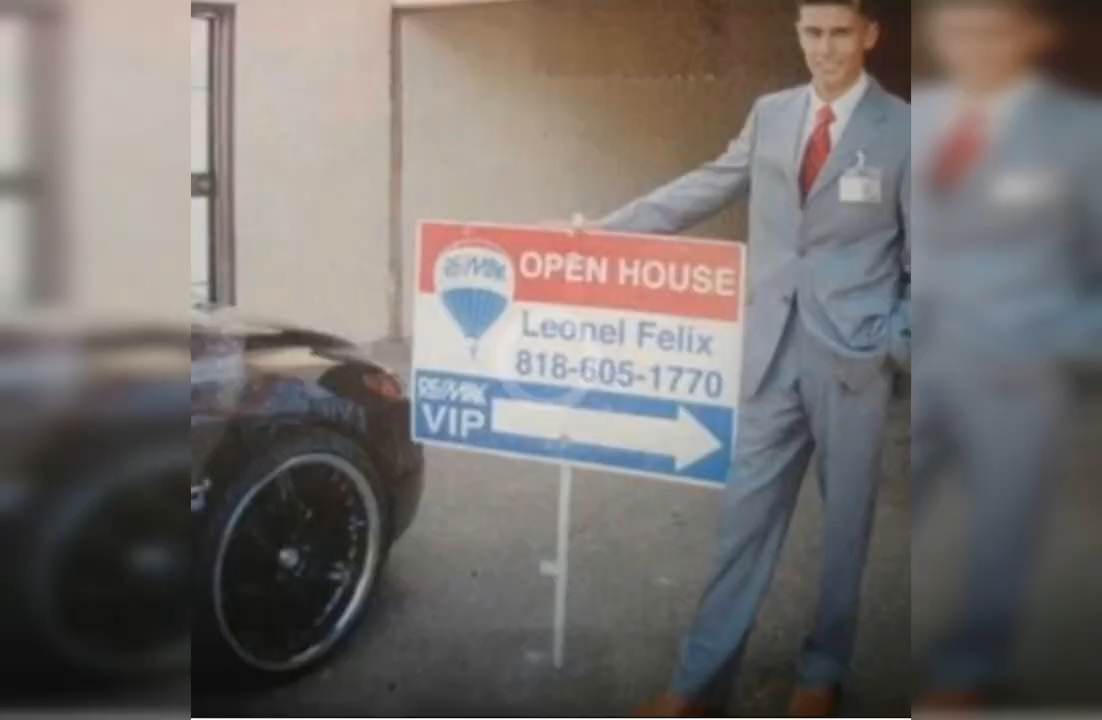 RE/MAX
OPEN HOUSE
Leonel Felix
818-605-1770
RE/MAX
VIP